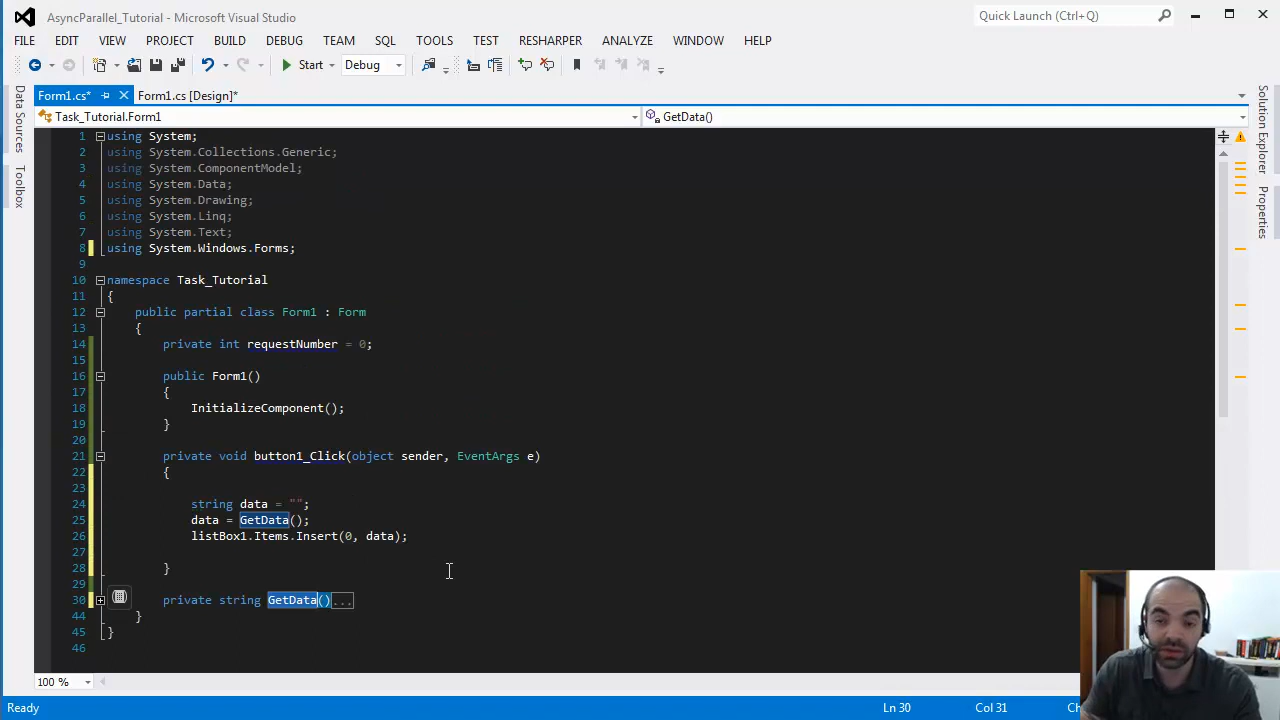 AsyncParallel_Tutorial - Microsoft Visual Studio
Quick Launch (Ctrl+Q)
FILE EDIT VIEW PROJECT BUILD DEBUG TEAM SQL TOOLS TEST RESHARPER ANALYZE WINDOW HELP
Start Debug
Form1.cs* Form1.cs [Design]*
Task_Tutorial.Form1 GetData()
Data Sources
Toolbox
Solution Explorer
Properties
1 using System;
2 using System.Collections.Generic;
3 using System.ComponentModel;
4 using System.Data;
5 using System.Drawing;
6 using System.Linq;
7 using System.Text;
8 using System.Windows.Forms;
9
10 namespace Task_Tutorial
11 {
12 public partial class Form1 : Form
13 {
14 private int requestNumber = 0;
15
16 public Form1()
17 {
18 InitializeComponent();
19 }
20
21 private void button1_Click(object sender, EventArgs e)
22 {
23
24 string data = "";
25 data = GetData();
26 listBox1.Items.Insert(0, data);
27
28 }
29
30 private string GetData()...
44 }
45 }
46
100 %
Ready Ln 30 Col 31 Ch